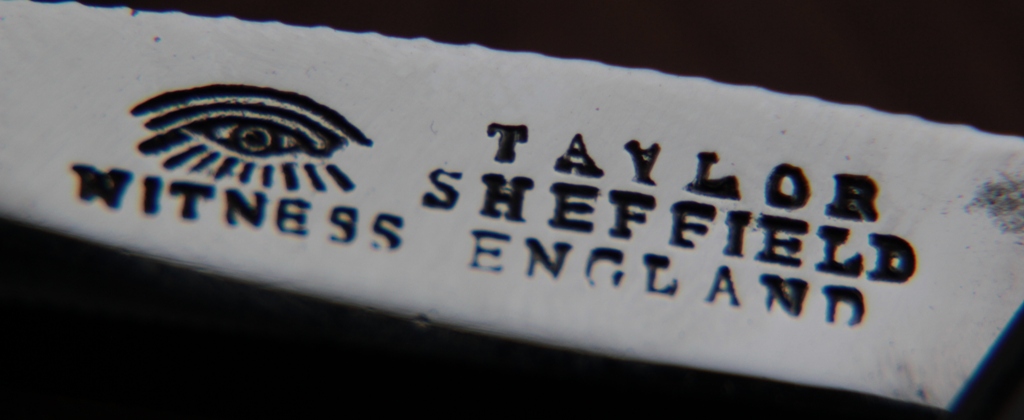 WITNESS
TAYLOR
SHEFFIELD
ENGLAND